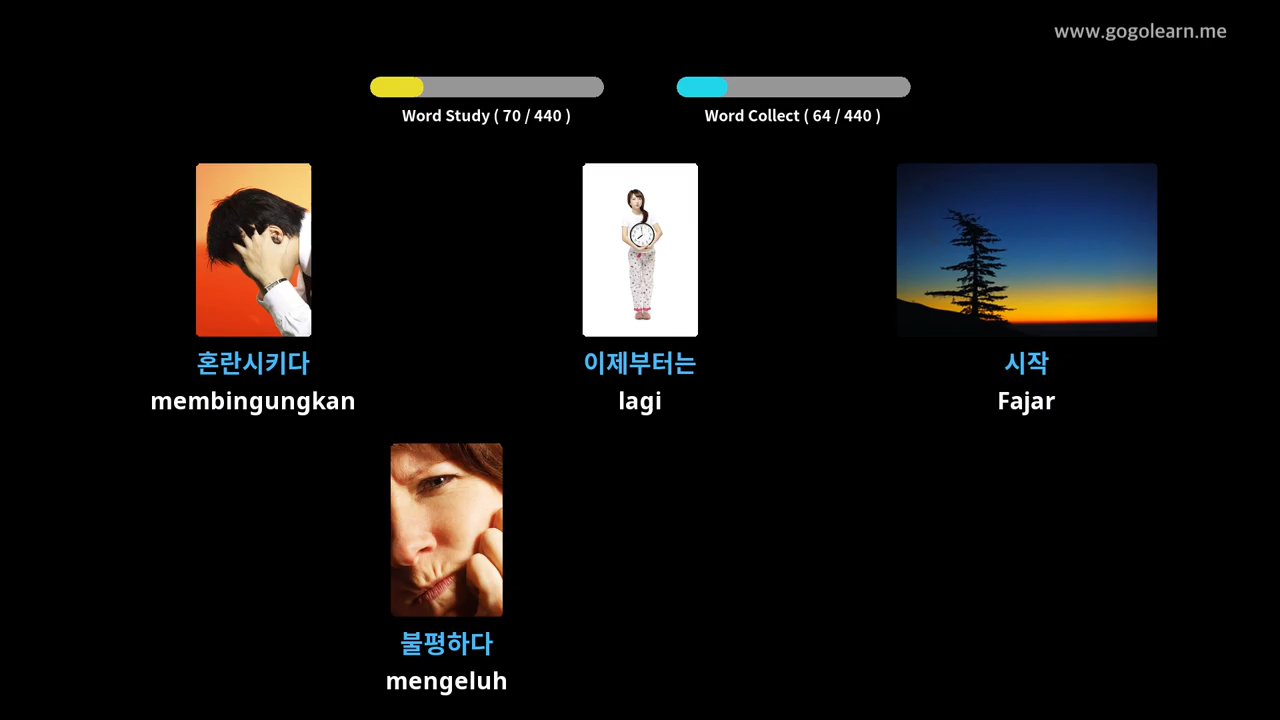 www.gogolearn.me
Word Study ( 70 / 440 )
Word Collect ( 64 / 440 )
혼란시키다
membingungkan
이제부터는
lagi
시작
Fajar
불평하다
mengeluh